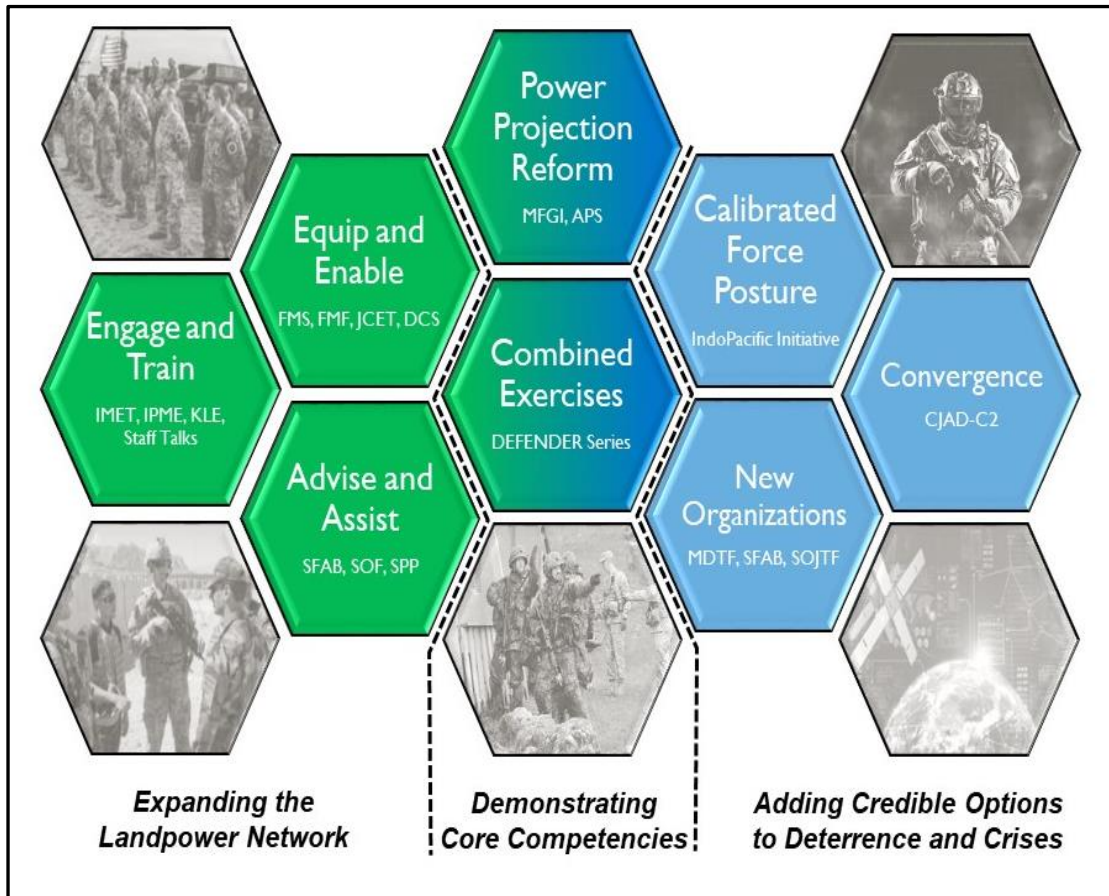 Power
Projection
Reform
MFGI, APS
Equip and
Enable
FMS, FMF, JCET, DCS
Calibrated
Force
Posture
IndoPacific Initiative
Engage and
Train
IMET, IPME, KLE,
Staff Talks
Combined
Exercises
DEFENDER Series
Convergence
CJAD-C2
Advise and
Assist
SFAB, SOF, SPP
New
Organizations
MDTF, SFAB, SOJTF
Expanding the
Landpower Network
Demonstrating
Core Competencies
Adding Credible Options
to Deterrence and Crises